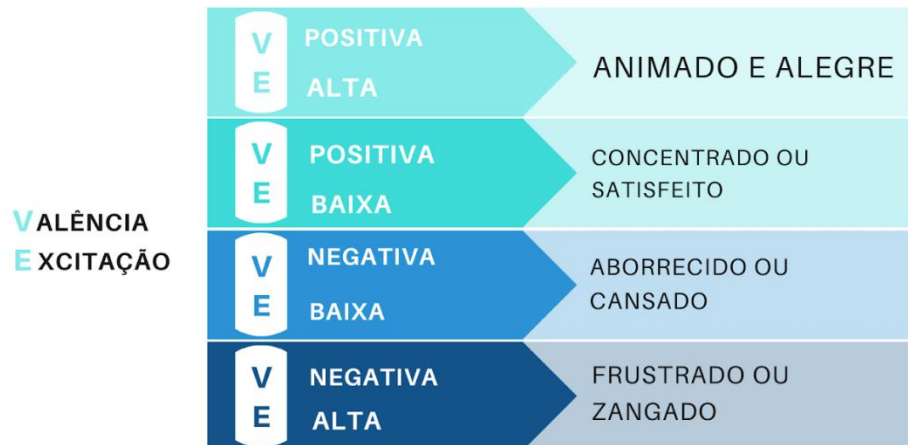 VALÊNCIA
EXCITAÇÃO
V POSITIVA
E ALTA
ANIMADO E ALEGRE
V POSITIVA
E BAIXA
CONCENTRADO OU
SATISFEITO
V NEGATIVA
E BAIXA
ABORRECIDO OU
CANSADO
V NEGATIVA
E ALTA
FRUSTRADO OU
ZANGADO